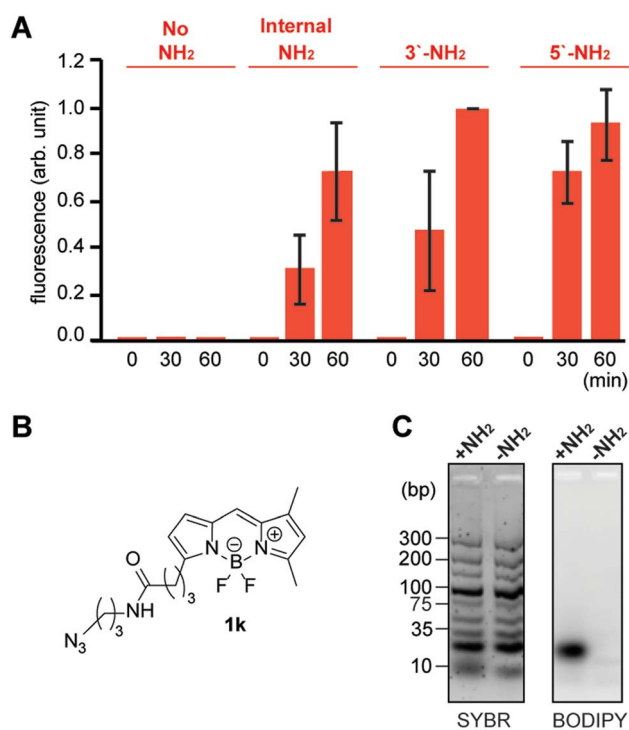 A
No NH2
Internal NH2
3`-NH2
5`-NH2
fluorescence (arb. unit)
1.2
1.0
0.8
0.6
0.4
0.2
0.0
0 30 60 0 30 60 0 30 60 0 30 60
(min)
B
N3
3
NH
O
3
N
B
N
F
F
⊖
⊕
1k
C
+NH2 -NH2 +NH2 -NH2
(bp)
300
200
100
75
35
10
SYBR
BODIPY